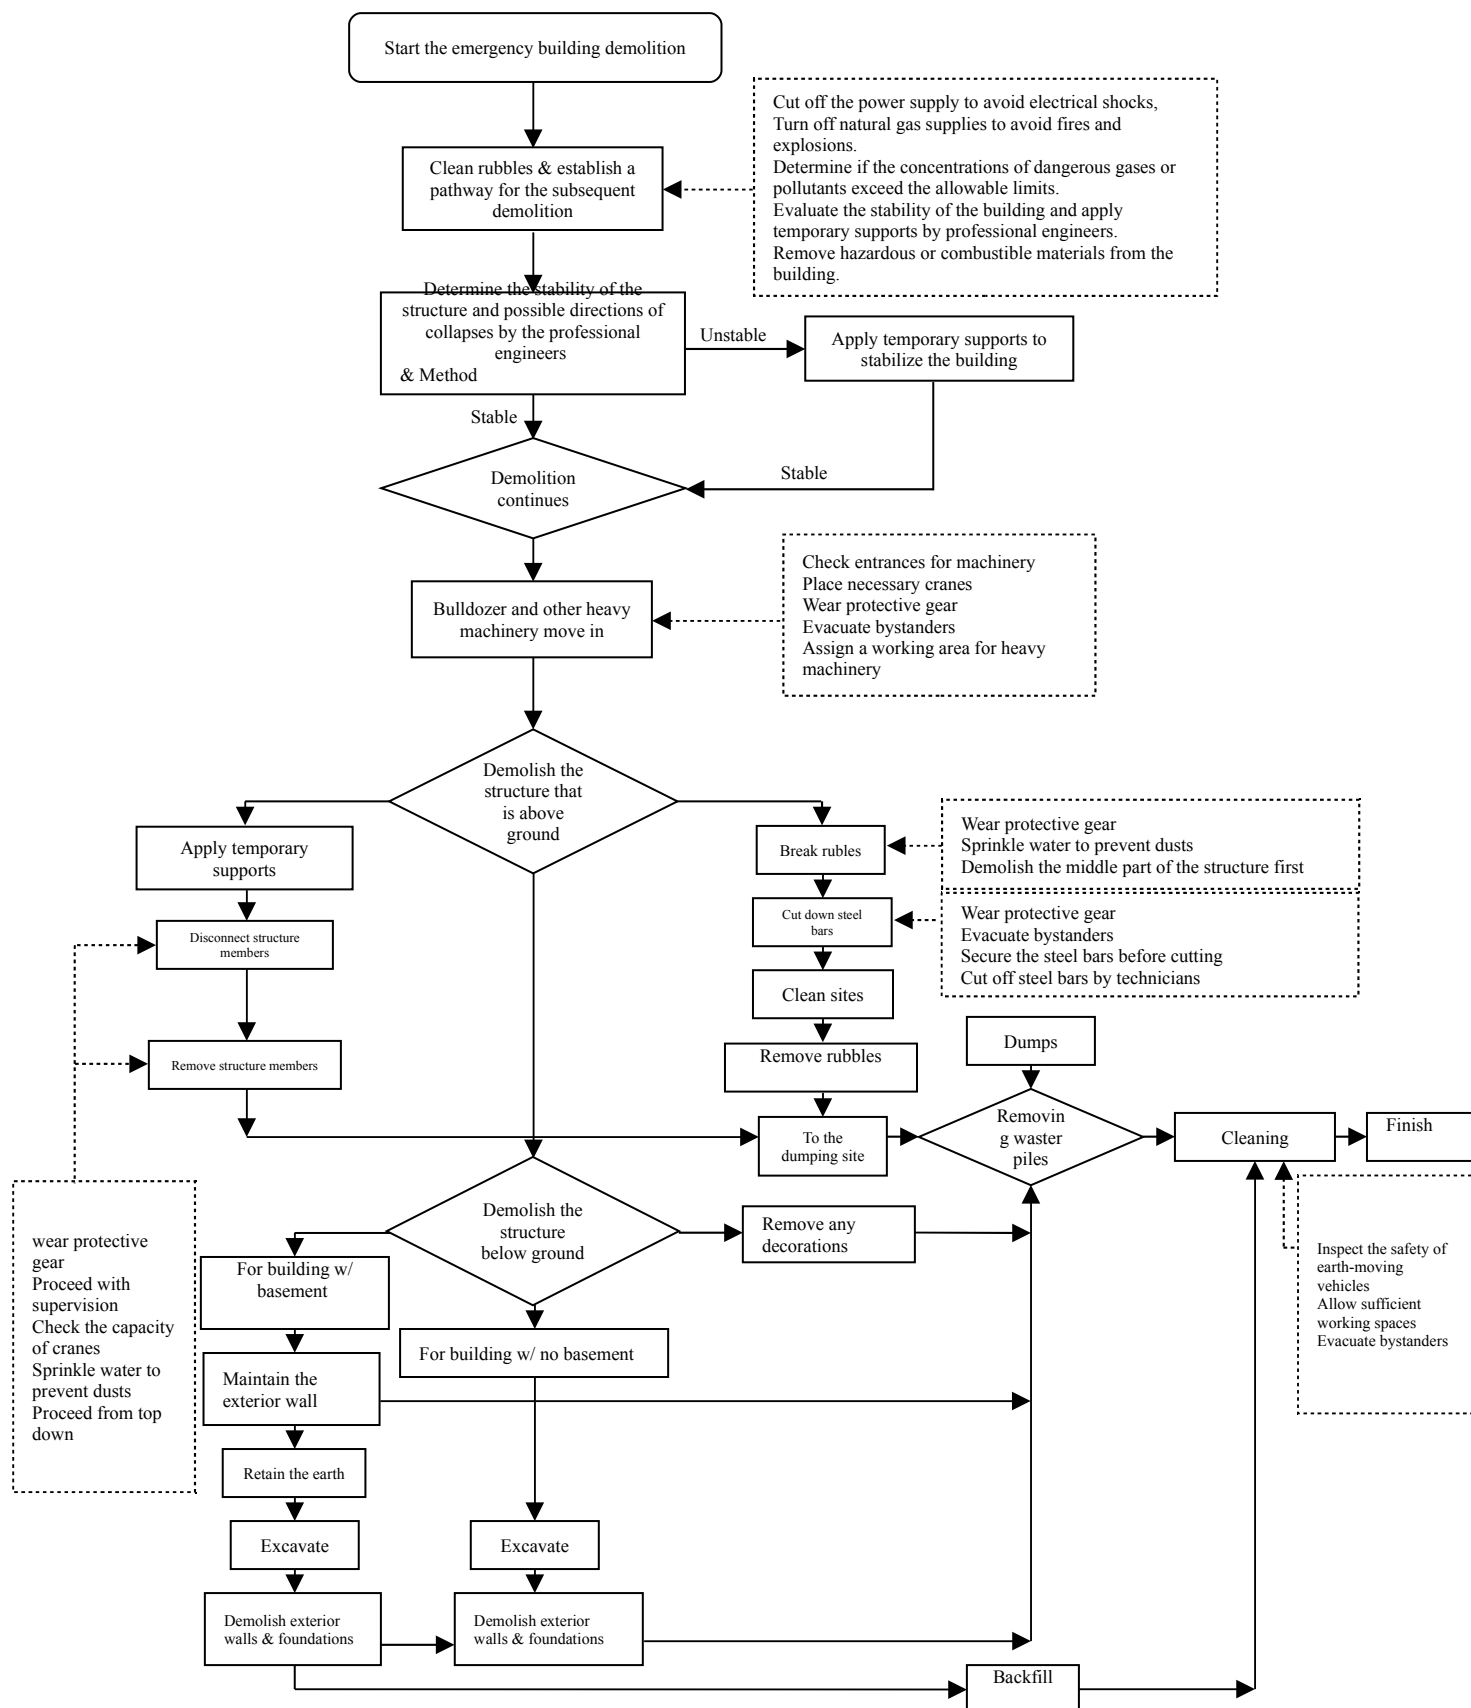 Start the emergency building demolition
Cut off the power supply to avoid electrical shocks,
Turn off natural gas supplies to avoid fires and
explosions.
Determine if the concentrations of dangerous gases or
pollutants exceed the allowable limits.
Evaluate the stability of the building and apply
temporary supports by professional engineers.
Remove hazardous or combustible materials from the
building.
Clean rubbles & establish a
pathway for the subsequent
demolition
Determine the stability of the
structure and possible directions of
collapses by the professional
engineers
& Method
Unstable
Apply temporary supports to
stabilize the building
Stable
Stable
Demolition
continues
Check entrances for machinery
Place necessary cranes
Wear protective gear
Evacuate bystanders
Assign a working area for heavy
machinery
Bulldozer and other heavy
machinery move in
Demolish the
structure that
is above
ground
Apply temporary
supports
Disconnect structure
members
Remove structure members
Break rubles
Wear protective gear
Sprinkle water to prevent dusts
Demolish the middle part of the structure first
Cut down steel
bars
Wear protective gear
Evacuate bystanders
Secure the steel bars before cutting
Cut off steel bars by technicians
Clean sites
Remove rubbles
To the
dumping site
Dumps
Removin
g waster
piles
Cleaning
Finish
wear protective
gear
Proceed with
supervision
Check the capacity
of cranes
Sprinkle water to
prevent dusts
Proceed from top
down
Demolish the
structure
below ground
Remove any
decorations
Inspect the safety of
earth-moving
vehicles
Allow sufficient
working spaces
Evacuate bystanders
For building w/
basement
For building w/ no basement
Maintain the
exterior wall
Retain the earth
Excavate
Excavate
Demolish exterior
walls & foundations
Demolish exterior
walls & foundations
Backfill